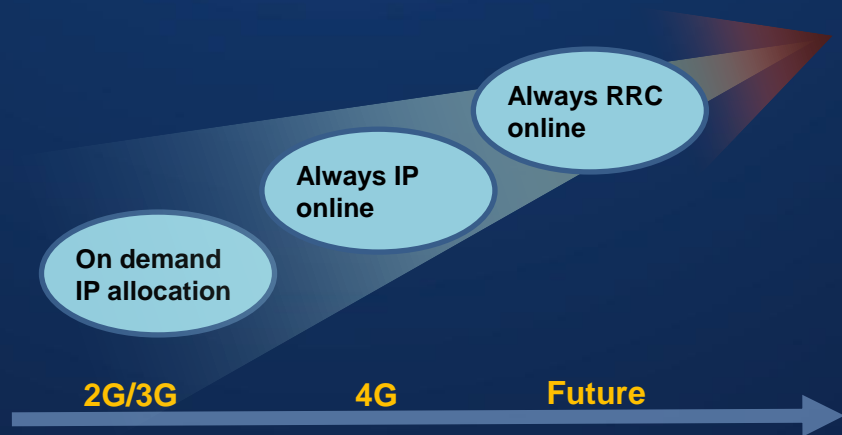 Always RRC
online
Always IP
online
On demand
IP allocation
2G/3G
4G
Future